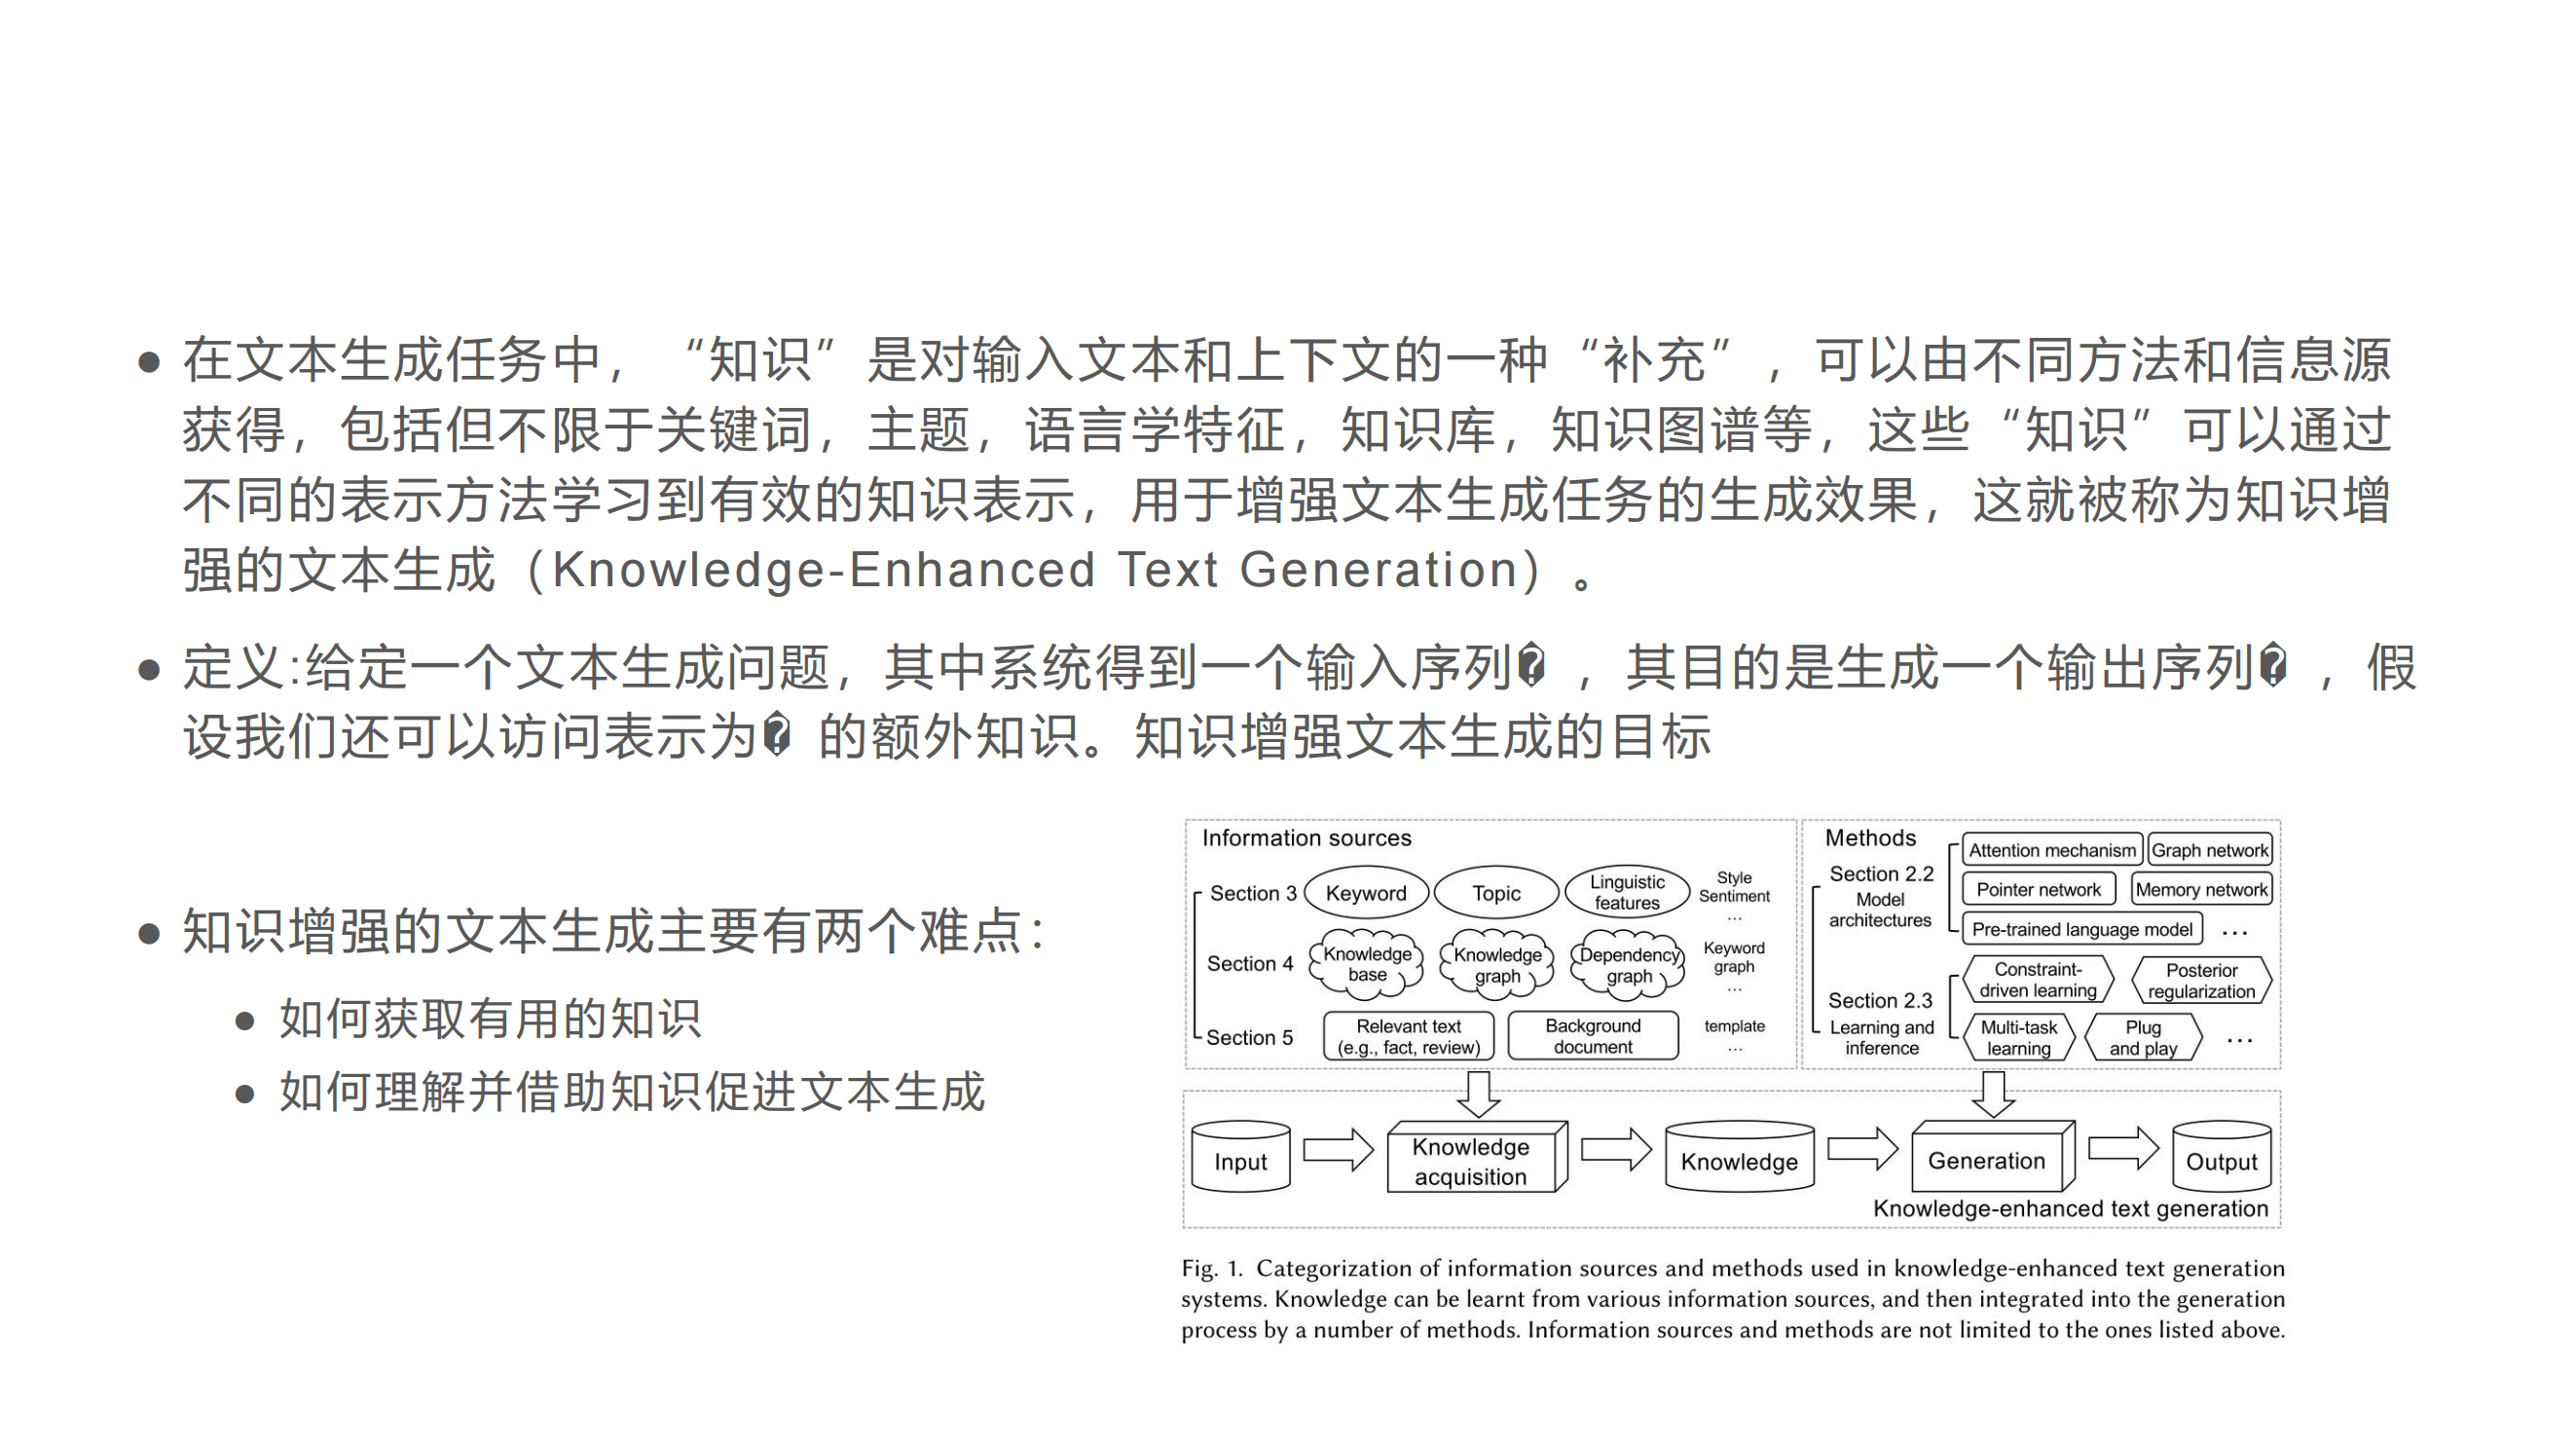 ● 在文本生成任务中，“知识”是对输入文本和上下文的一种“补充”，可以由不同方法和信息源
获得，包括但不限于关键词，主题，语言学特征，知识库，知识图谱等，这些“知识”可以通过
不同的表示方法学习到有效的知识表示，用于增强文本生成任务的生成效果，这就被称为知识增
强的文本生成（Knowledge-Enhanced Text Generation）。
● 定义:给定一个文本生成问题，其中系统得到一个输入序列� ，其目的是生成一个输出序列� ，假
设我们还可以访问表示为� 的额外知识。知识增强文本生成的目标
● 知识增强的文本生成主要有两个难点：
● 如何获取有用的知识
● 如何理解并借助知识促进文本生成
Information sources
Section 3
Keyword
Topic
Linguistic
features
Style
Sentiment
...
Section 4
Knowledge
base
Knowledge
graph
Dependency
graph
Keyword
graph
...
Section 5
Relevant text
(e.g., fact, review)
Background
document
template
...
Methods
Section 2.2
Model
architectures
Attention mechanism
Graph network
Pointer network
Memory network
Pre-trained language model
...
Section 2.3
Learning and
inference
Constraint-
driven learning
Posterior
regularization
Multi-task
learning
Plug
and play
...
Input
Knowledge
acquisition
Knowledge
Generation
Output
Knowledge-enhanced text generation
Fig. 1. Categorization of information sources and methods used in knowledge-enhanced text generation
systems. Knowledge can be learnt from various information sources, and then integrated into the generation
process by a number of methods. Information sources and methods are not limited to the ones listed above.